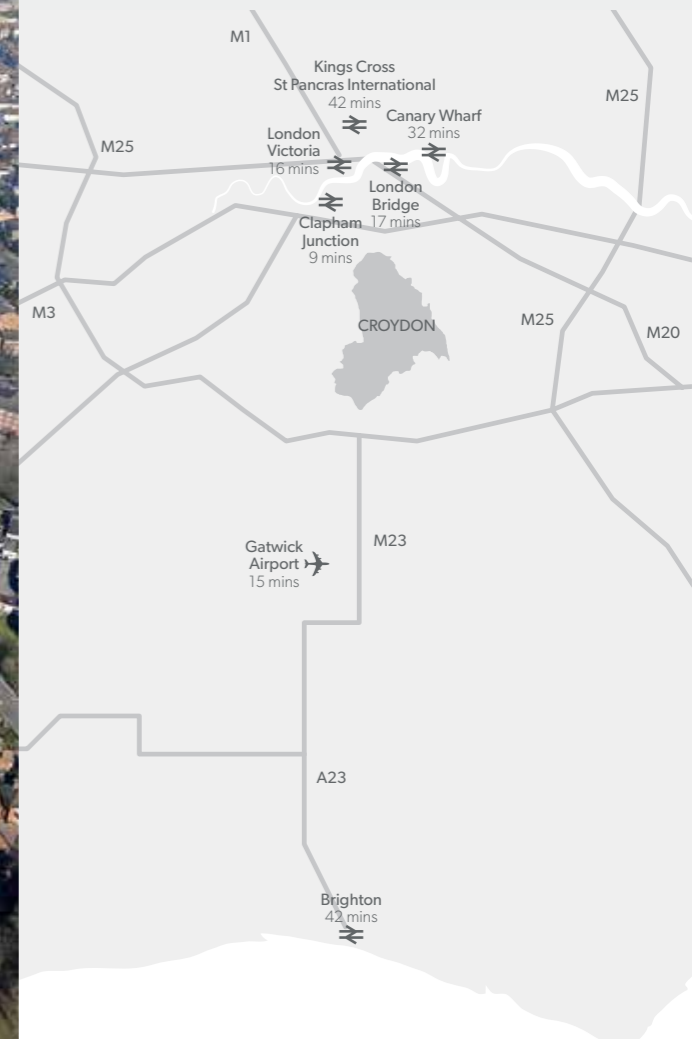 M1
Kings Cross
St Pancras International
42 mins
M25
Canary Wharf
32 mins
London
Victoria
16 mins
M25
London
Bridge
17 mins
Clapham
Junction
9 mins
M3
CROYDON
M25
M20
Gatwick
Airport
15 mins
M23
A23
Brighton
42 mins